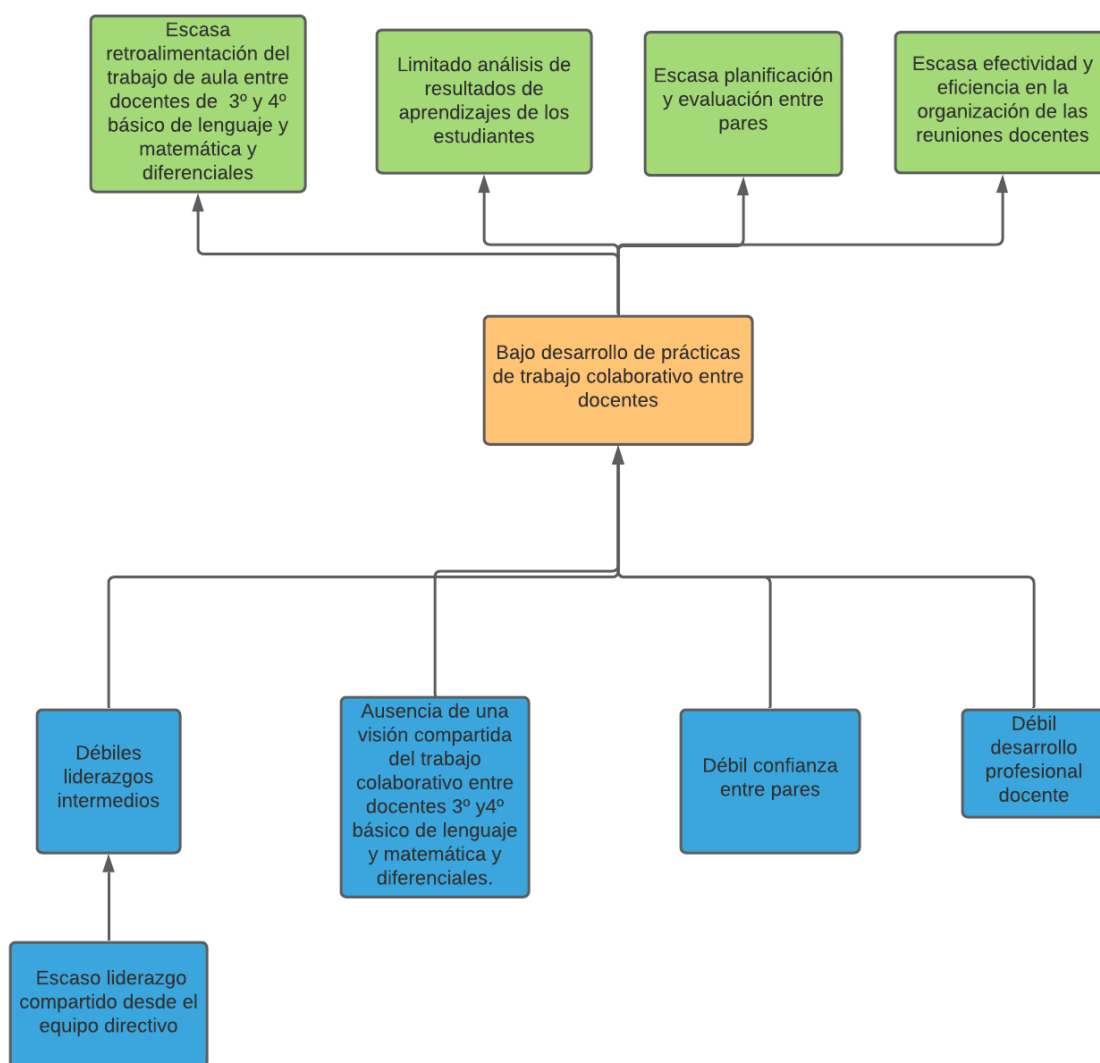 Escasa
retroalimentación del
trabajo de aula entre
docentes de 3º y 4º
básico de lenguaje y
matemática y
diferenciales
Limitado análisis de
resultados de
aprendizajes de los
estudiantes
Escasa planificación
y evaluación entre
pares
Escasa efectividad y
eficiencia en la
organización de las
reuniones docentes
Bajo desarrollo de prácticas
de trabajo colaborativo entre
docentes
Débiles
liderazgos
intermedios
Ausencia de una
visión compartida
del trabajo
colaborativo entre
docentes 3º y4º
básico de lenguaje
y matemática y
diferenciales.
Débil confianza
entre pares
Débil
desarrollo
profesional
docente
Escaso liderazgo
compartido desde el
equipo directivo